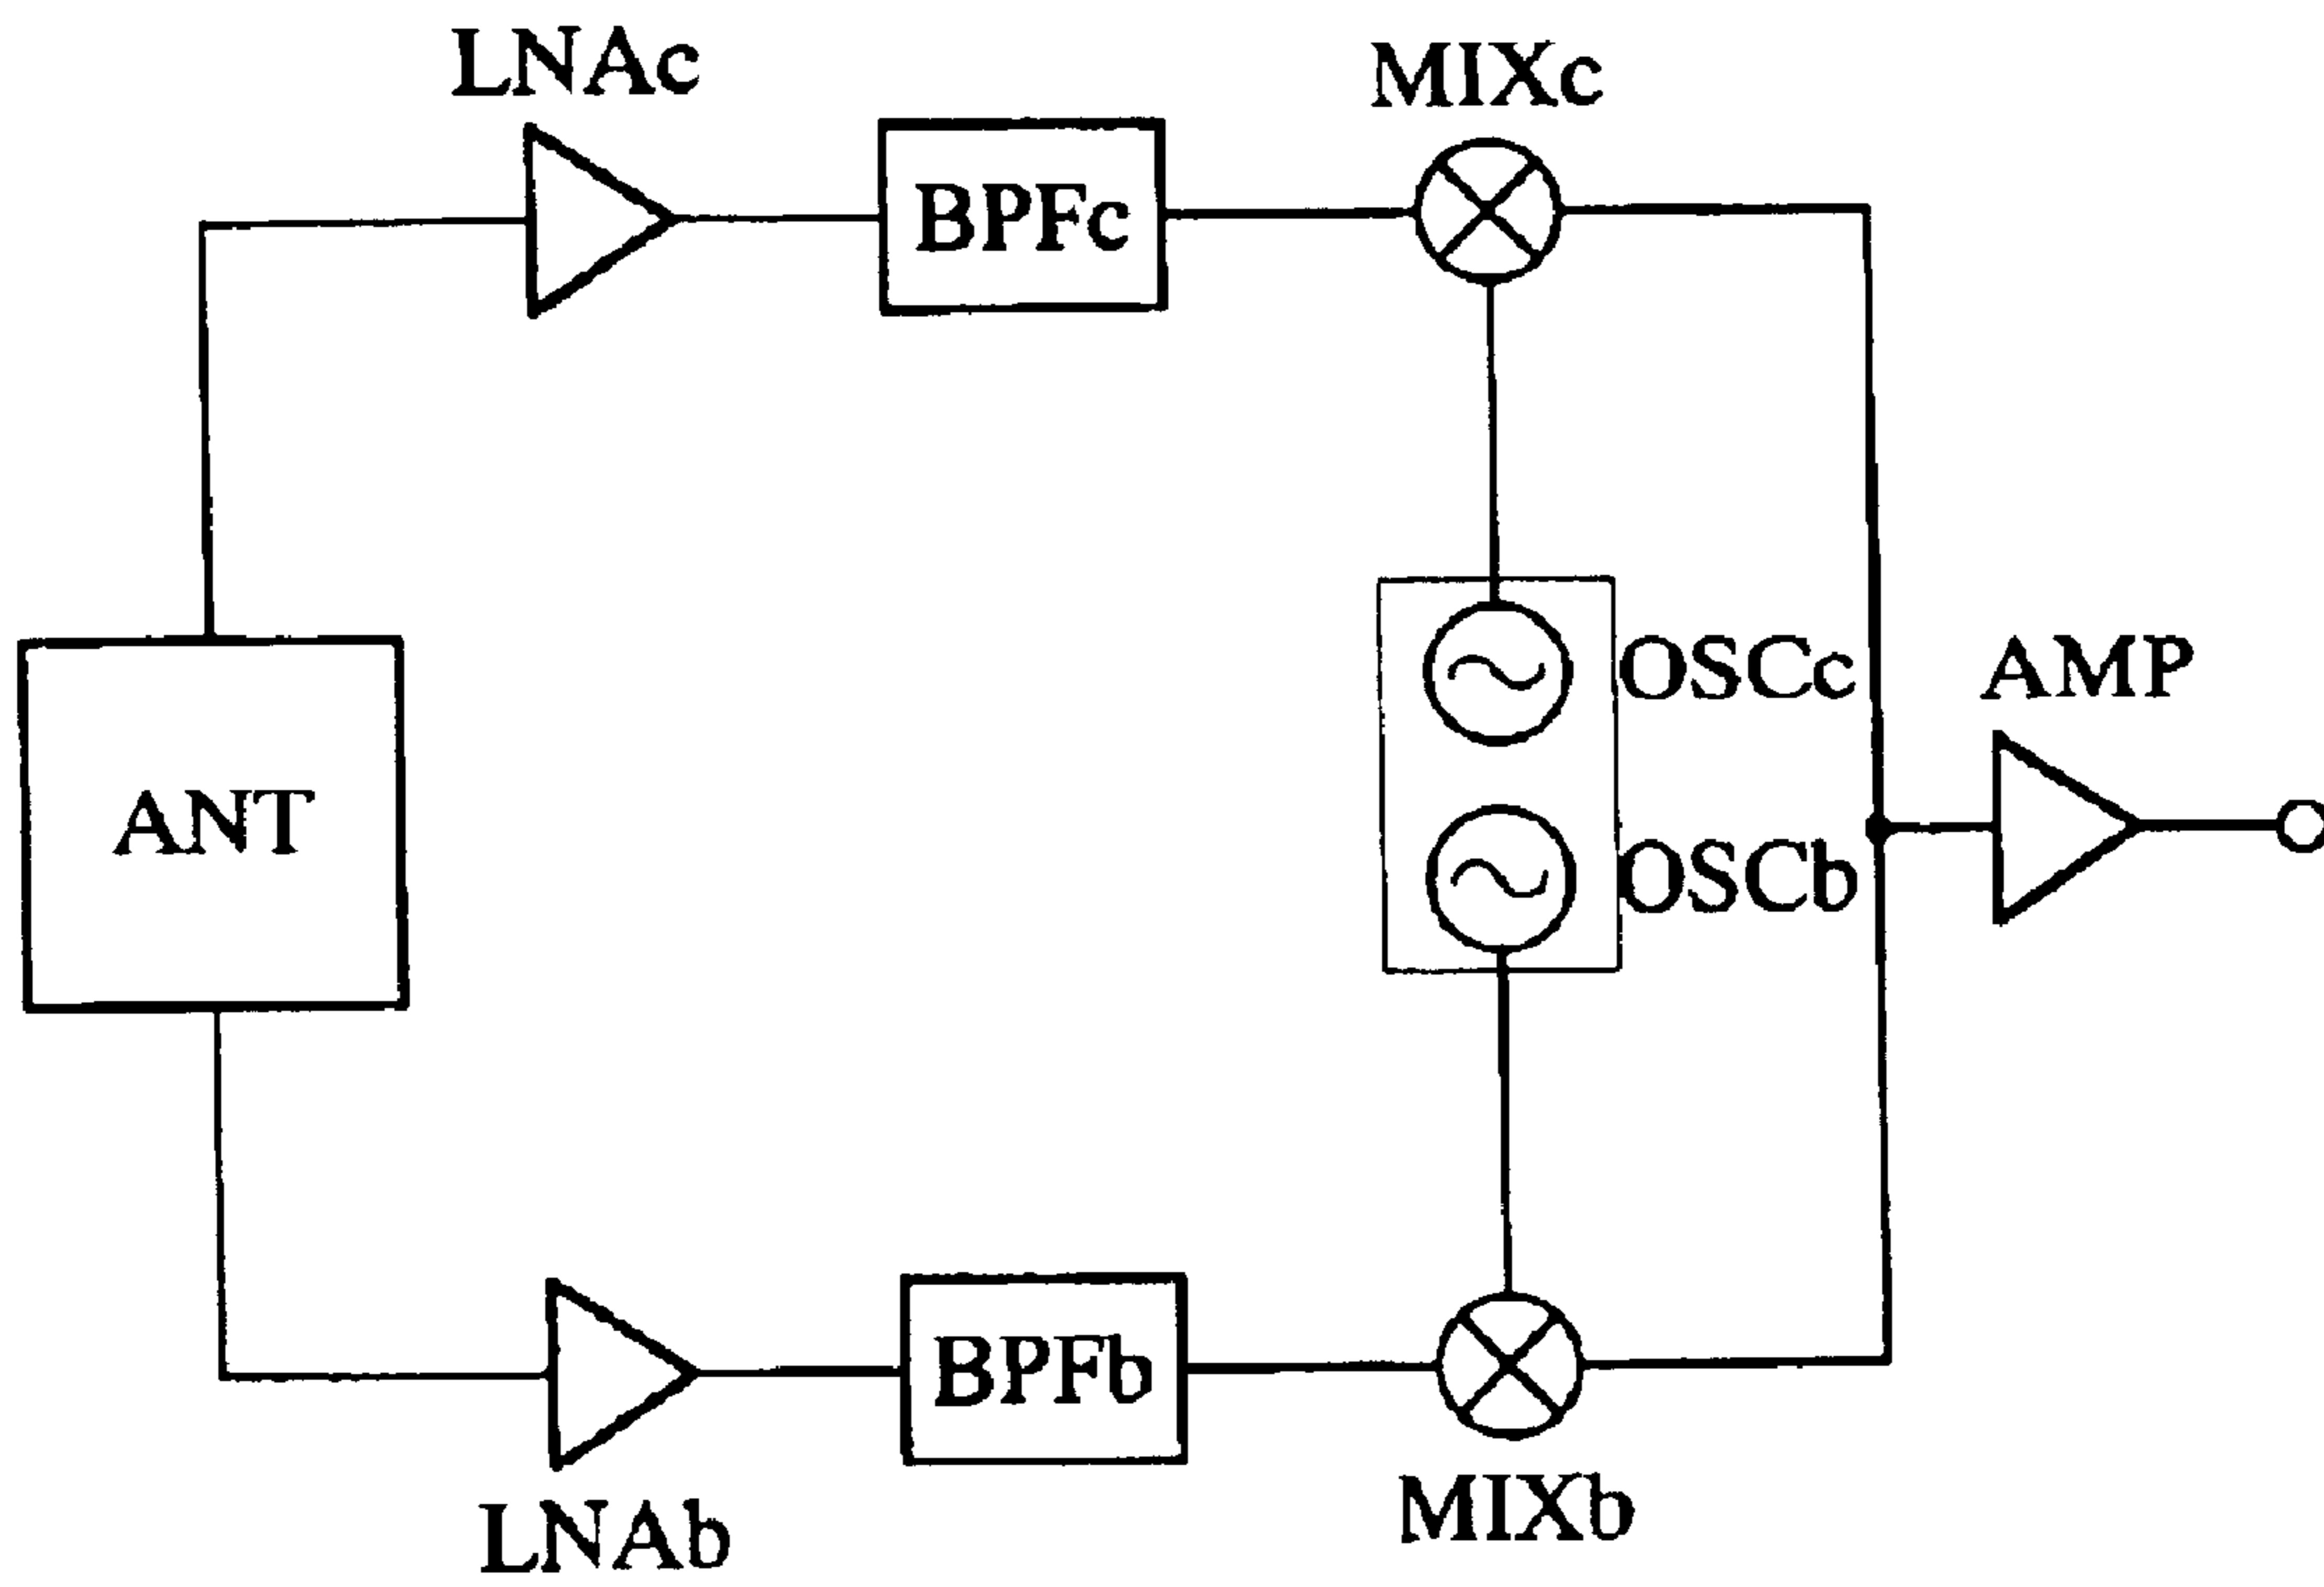 LNAc
MIXc
BPFc
OSCc
AMP
ANT
OSCb
BPFb
MIXb
LNAb